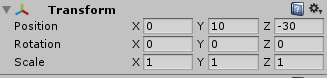 Transform
Position X 0 Y 10 Z -30
Rotation X 0 Y 0 Z 0
Scale X 1 Y 1 Z 1